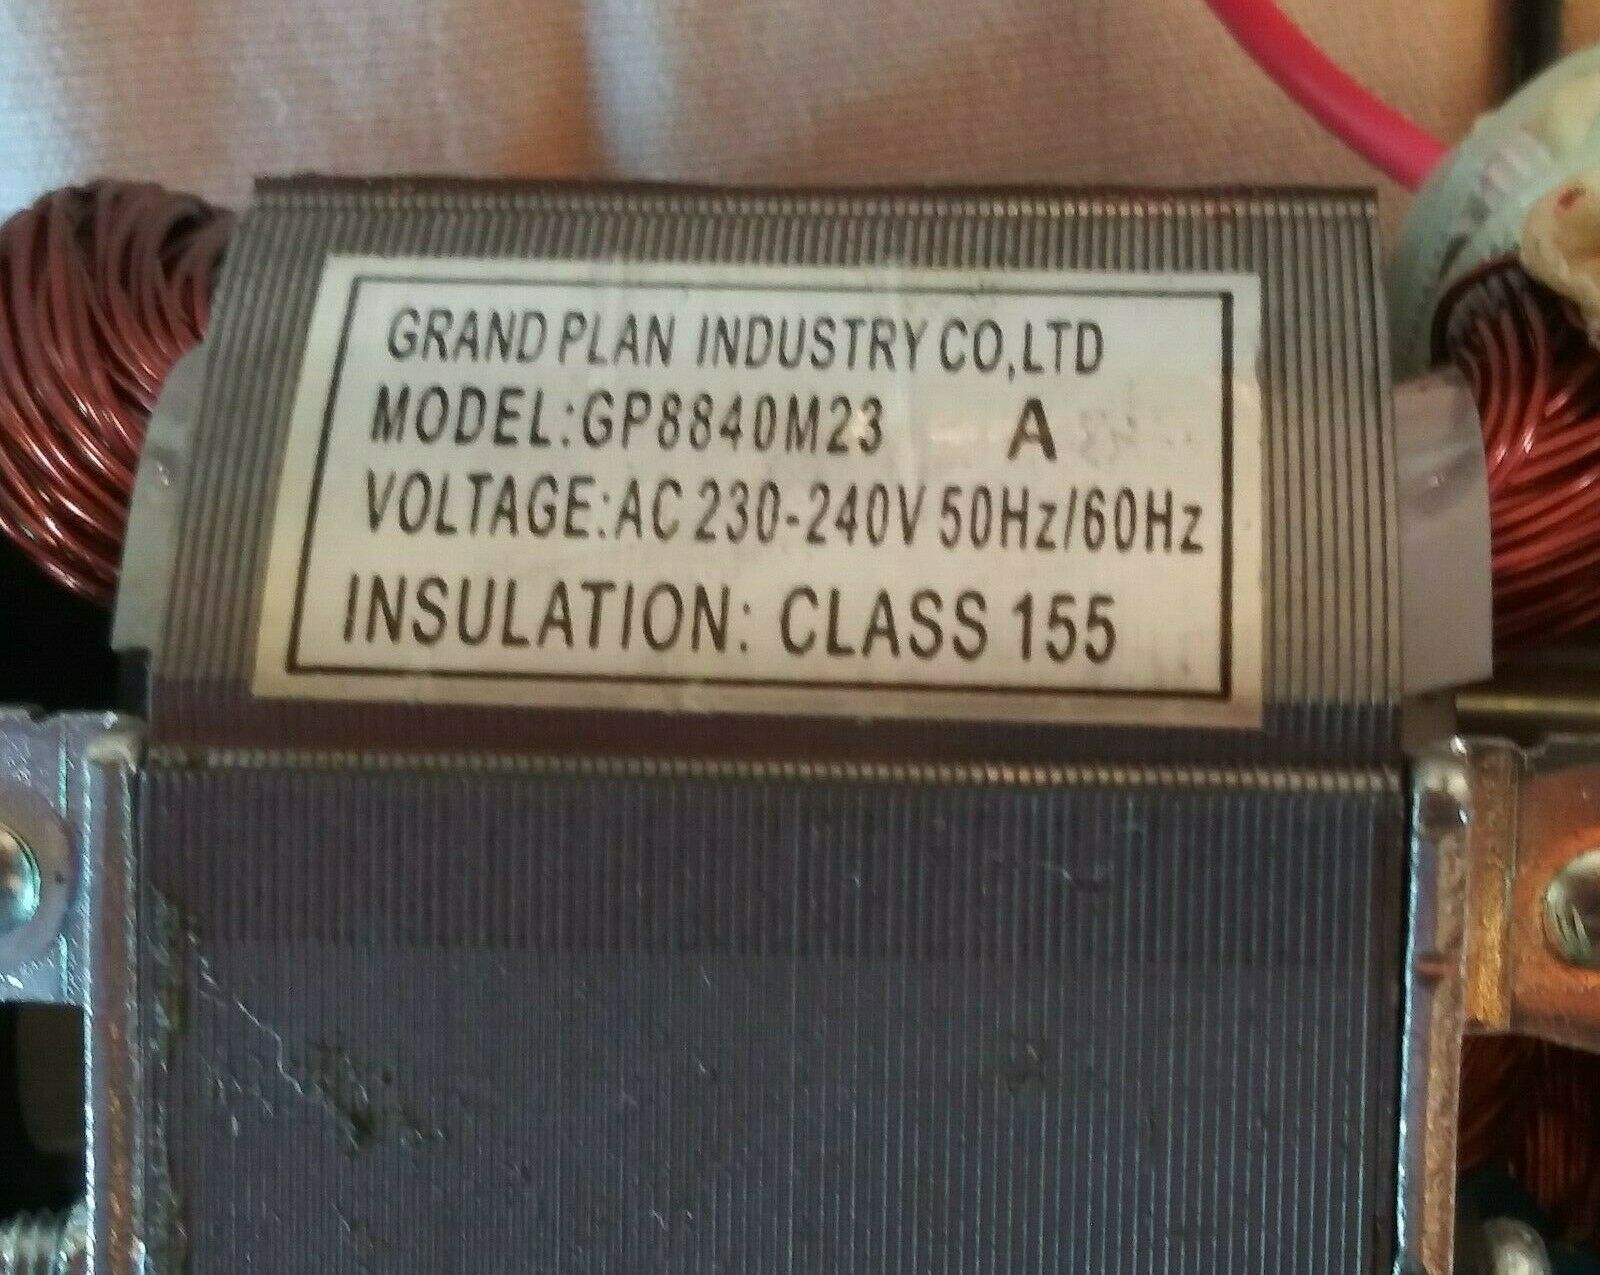 GRAND PLAN INDUSTRY CO,LTD
MODEL:GP8840M23 A
VOLTAGE:AC 230-240V 50Hz/60Hz
INSULATION: CLASS 155